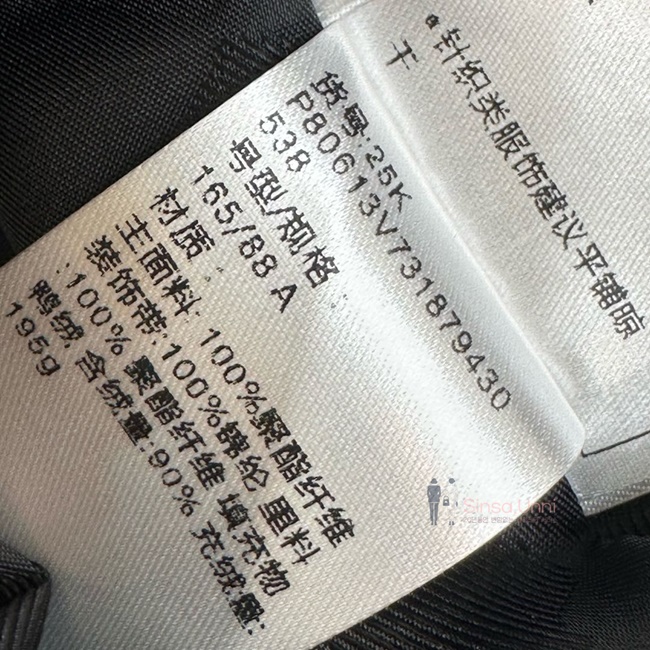 *针织类服饰建议平铺晾
干
货号:25K
P80613V731879430
538
号型/规格
165/88A
材质:
主面料: 100%聚酯纤维
装饰带:100%锦纶 里料
:100% 聚酯纤维 填充物
鸭绒 含绒量:90% 充绒量:
195g
Sinsa Unni